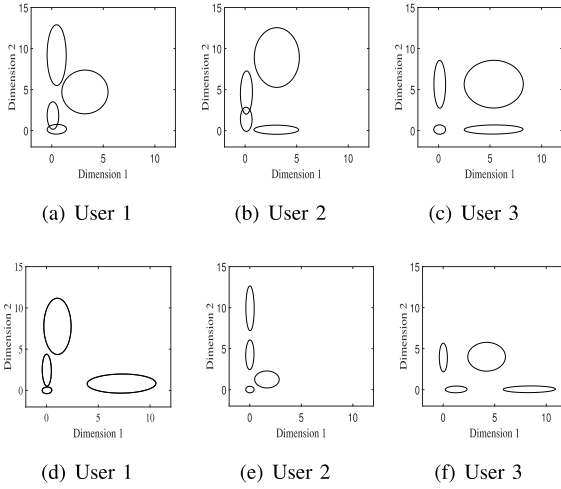 15
10
5
0
0 5 10
Dimension 2
Dimension 1
(a) User 1
15
10
5
0
0 5 10
Dimension 2
Dimension 1
(b) User 2
15
10
5
0
0 5 10
Dimension 2
Dimension 1
(c) User 3
15
10
5
0
0 5 10
Dimension 2
Dimension 1
(d) User 1
15
10
5
0
0 5 10
Dimension 2
Dimension 1
(e) User 2
15
10
5
0
0 5 10
Dimension 2
Dimension 1
(f) User 3